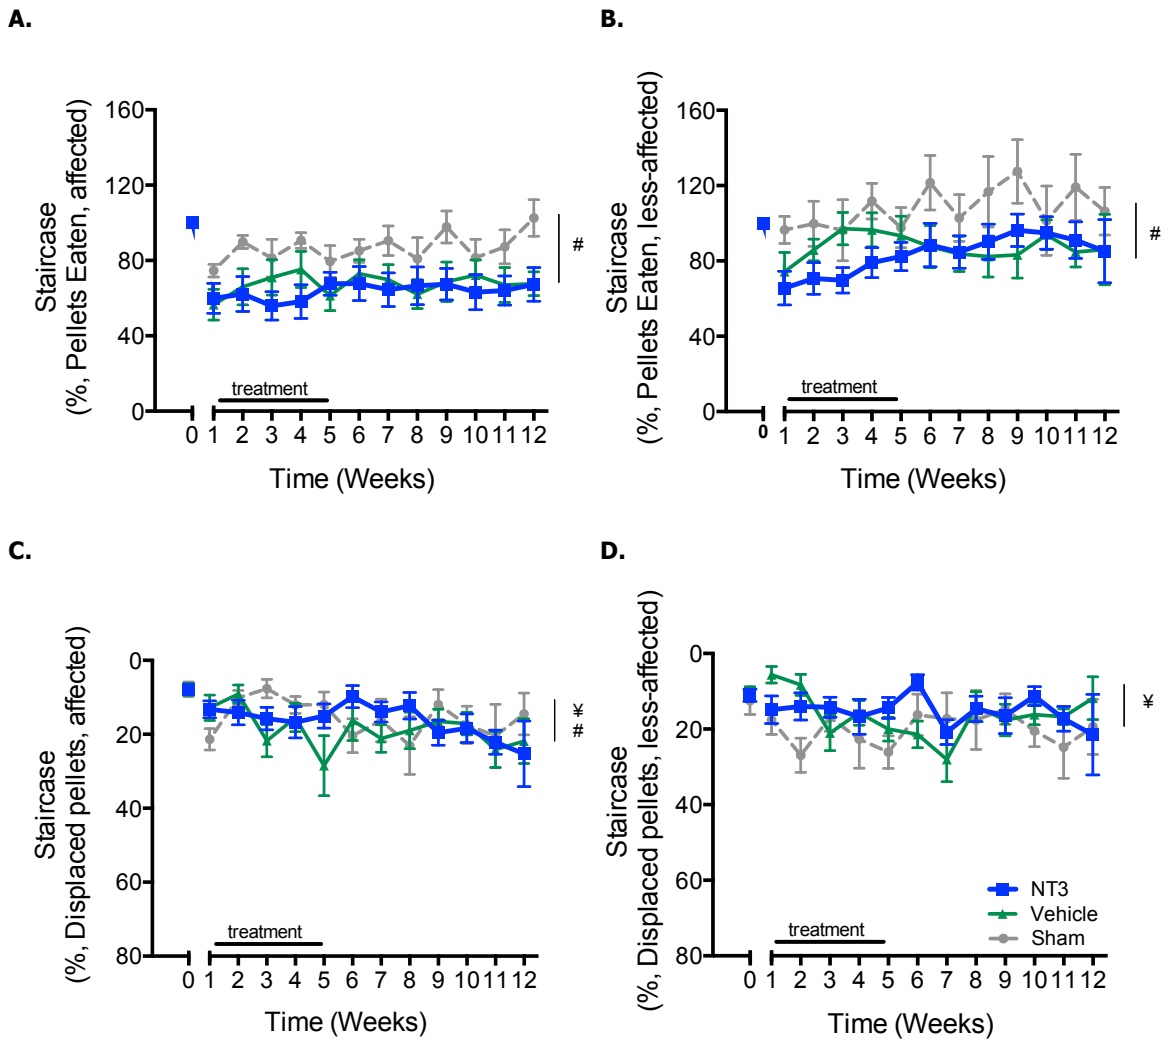 A.
Staircase
(%, Pellets Eaten, affected)
160
120
80
40
0
treatment
#
0 1 2 3 4 5 6 7 8 9 10 11 12
Time (Weeks)
B.
Staircase
(%, Pellets Eaten, less-affected)
160
120
80
40
0
treatment
#
0 1 2 3 4 5 6 7 8 9 10 11 12
Time (Weeks)
C.
Staircase
(%, Displaced pellets, affected)
0
20
40
60
80
¥
#
treatment
0 1 2 3 4 5 6 7 8 9 10 11 12
Time (Weeks)
D.
Staircase
(%, Displaced pellets, less-affected)
0
20
40
60
80
¥
NT3
Vehicle
Sham
treatment
0 1 2 3 4 5 6 7 8 9 10 11 12
Time (Weeks)